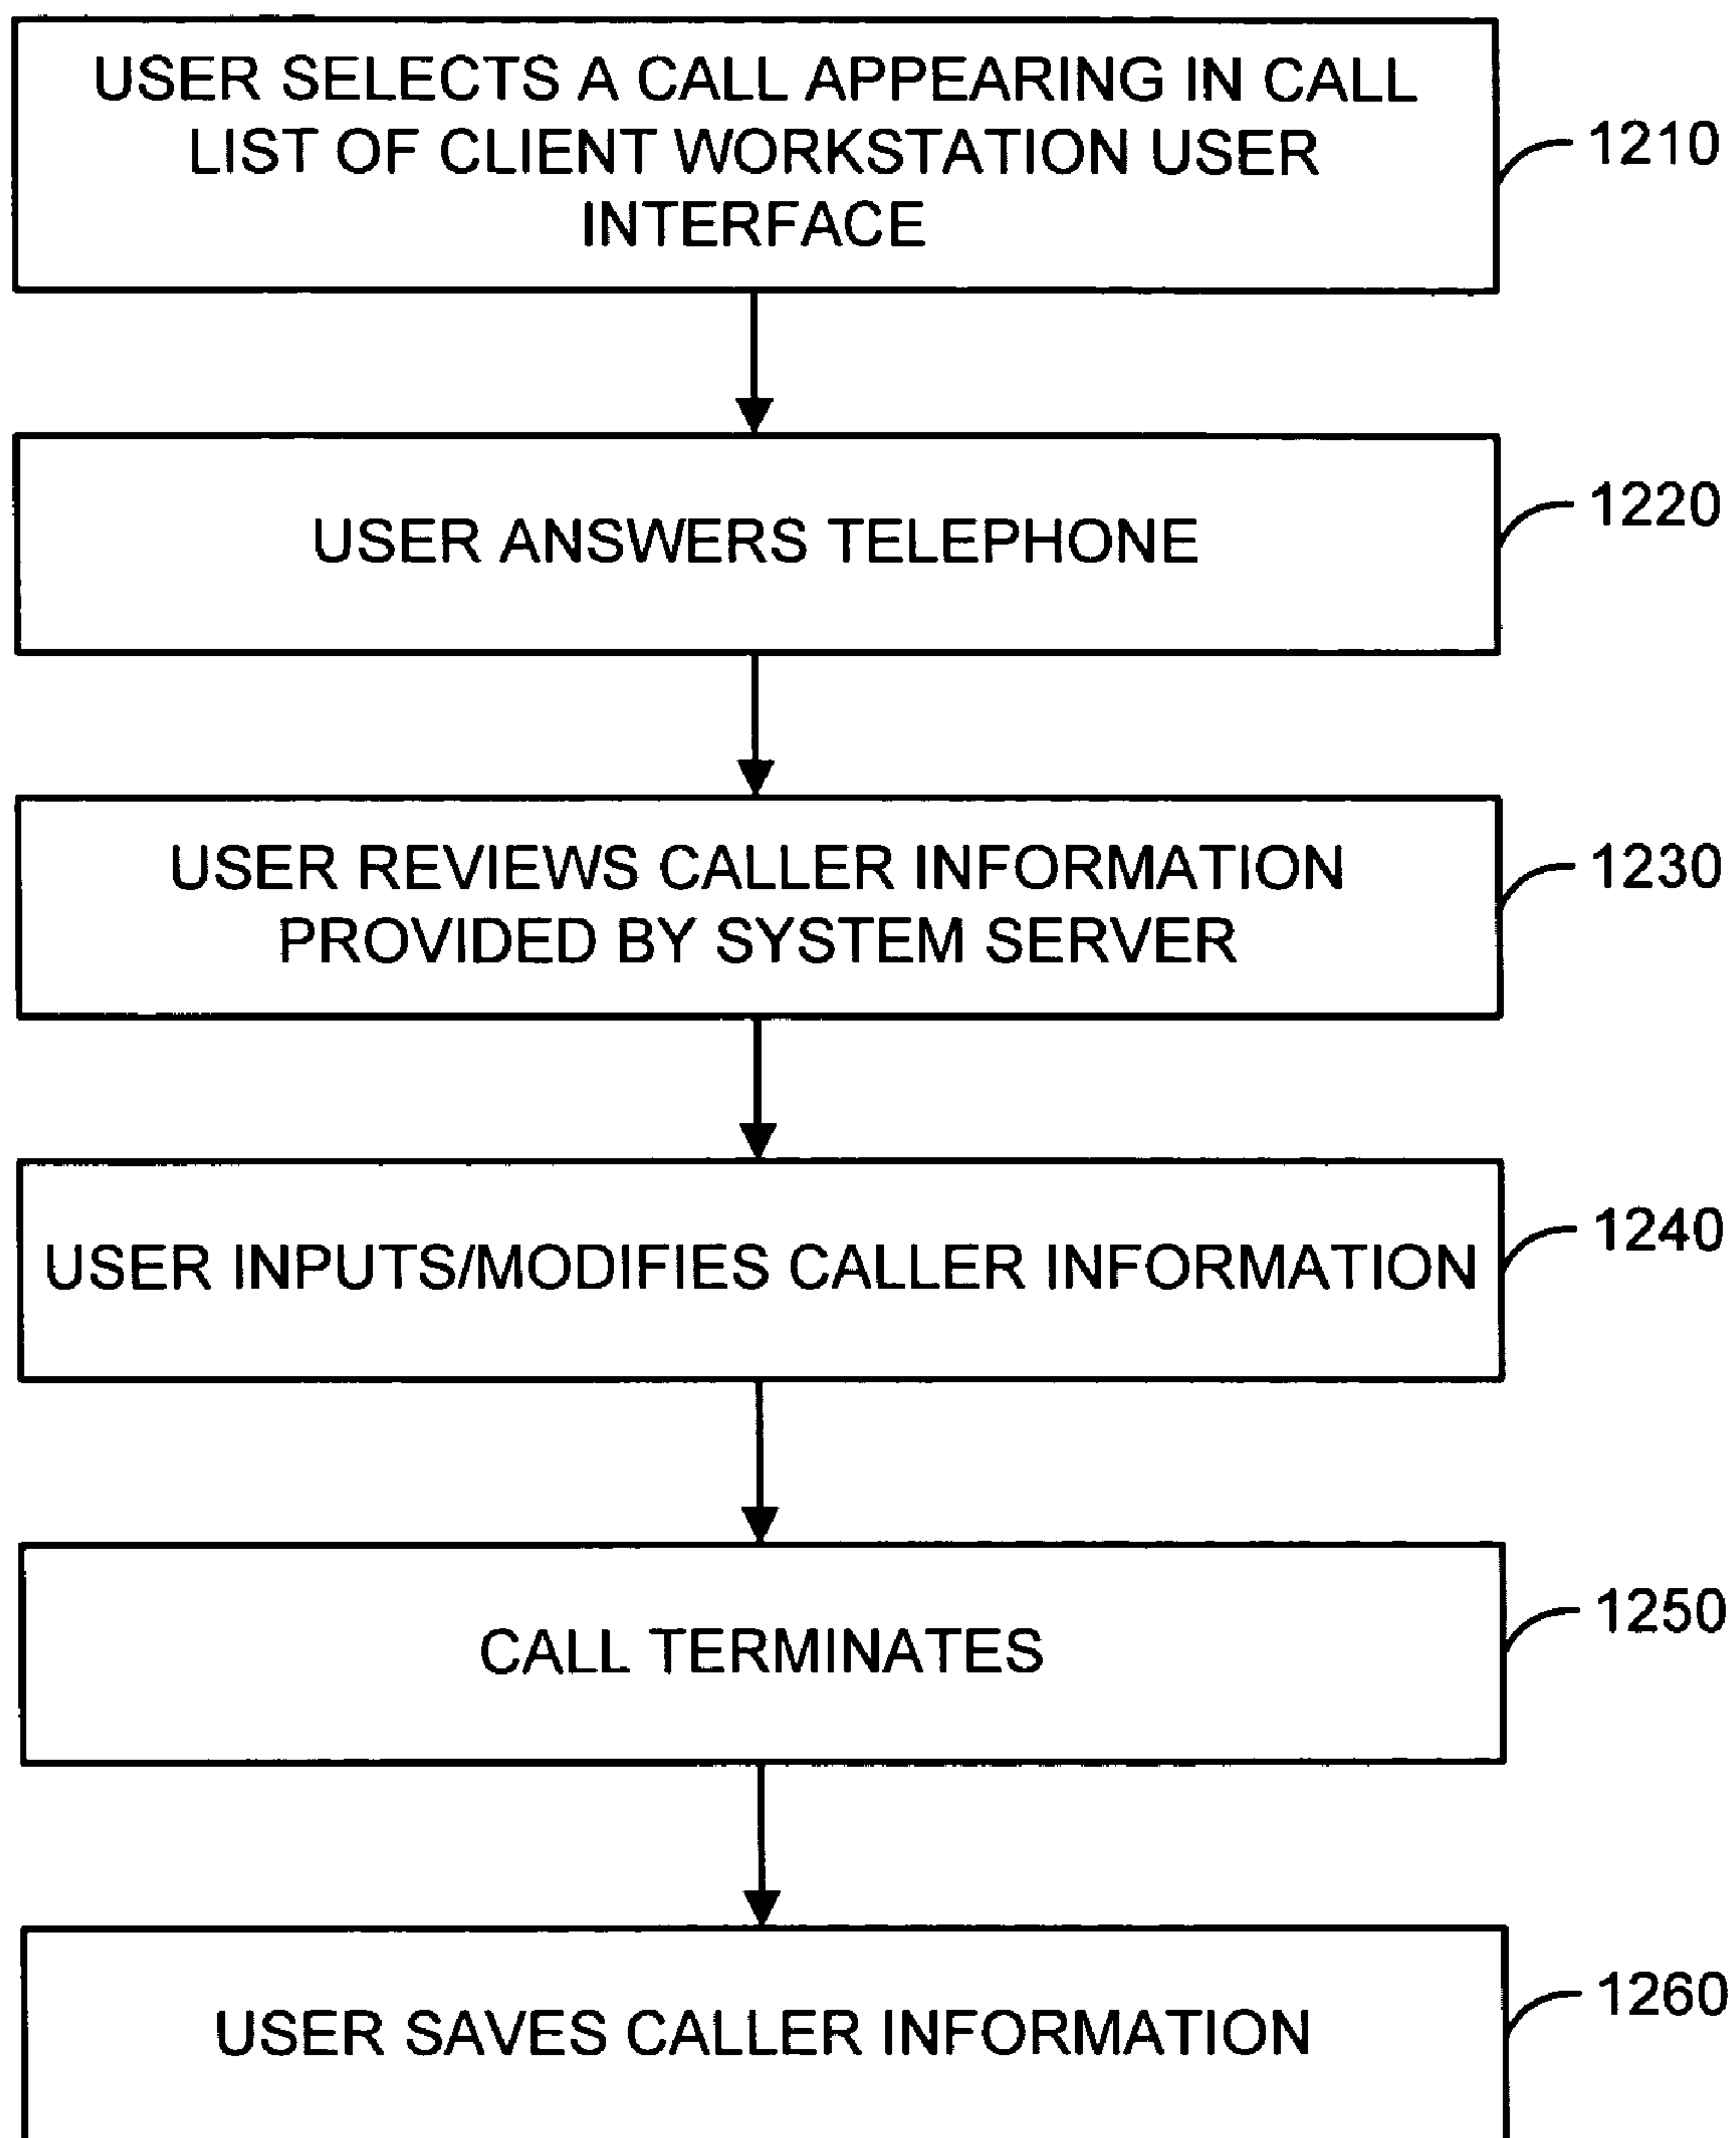 USER SELECTS A CALL APPEARING IN CALL
LIST OF CLIENT WORKSTATION USER
INTERFACE
1210
USER ANSWERS TELEPHONE
1220
USER REVIEWS CALLER INFORMATION
PROVIDED BY SYSTEM SERVER
1230
USER INPUTS/MODIFIES CALLER INFORMATION
1240
CALL TERMINATES
1250
USER SAVES CALLER INFORMATION
1260